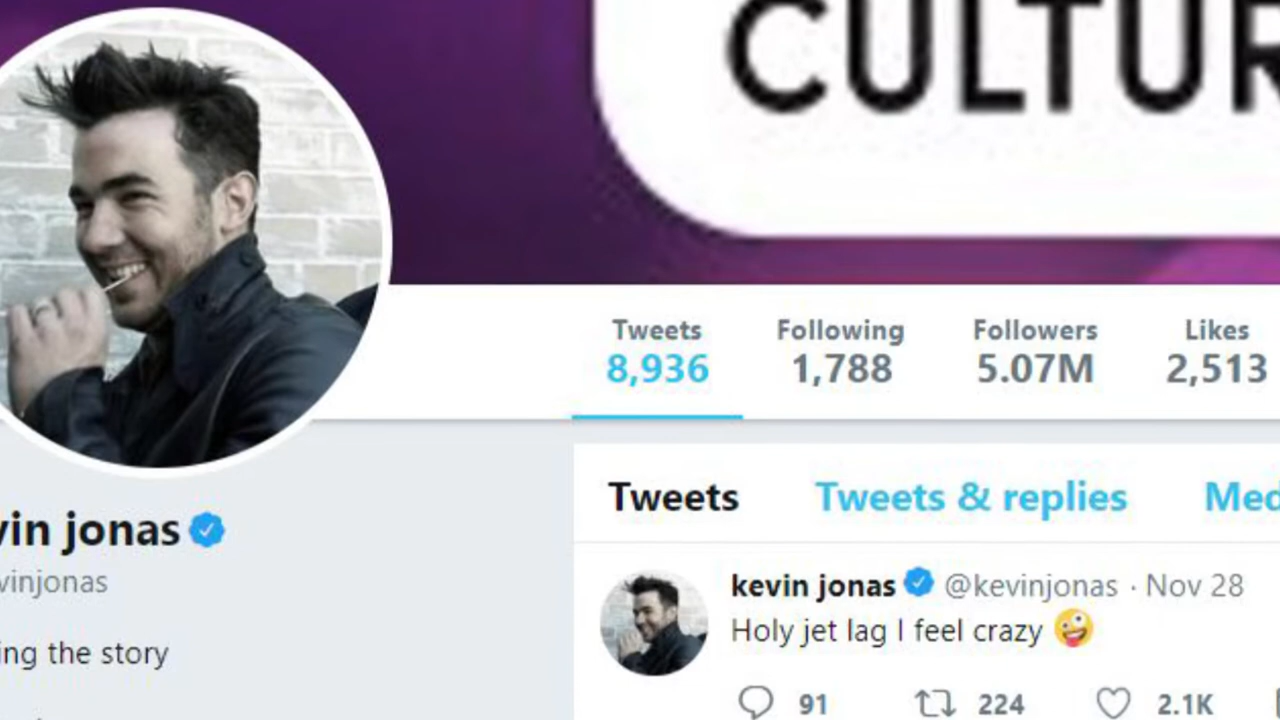 CULTUR
Tweets Following Followers Likes
8,936 1,788 5.07M 2,513
Tweets Tweets & replies Med
vin jonas
vinjonas
ing the story
kevin jonas @kevinjonas · Nov 28
Holy jet lag I feel crazy 🤪
91 224 2.1K